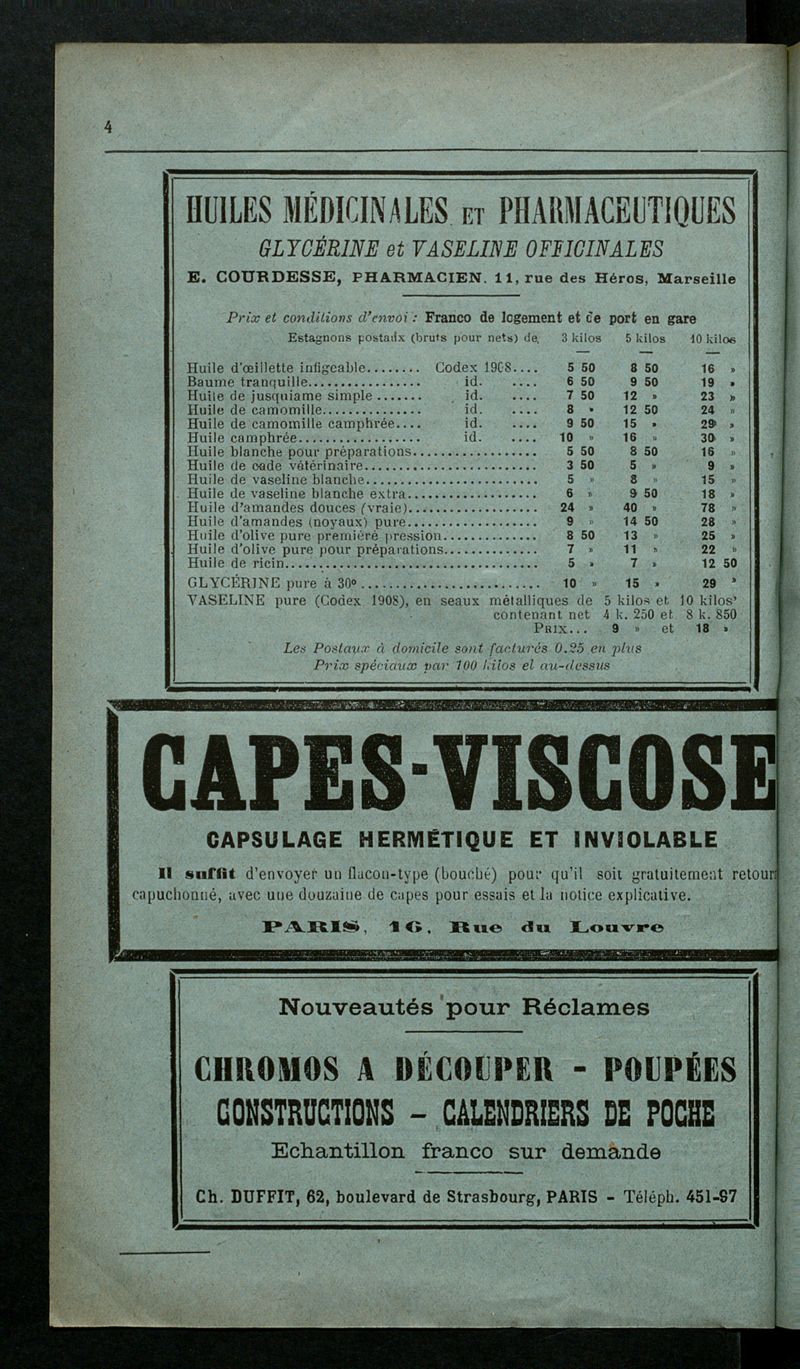 4
HUILES MÉDICINALES ET PHARMACEUTIQUES
GLYCÉRINE et VASELINE OFFICINALES
E. COURDESSE, PHARMACIEN. 11, rue des Héros, Marseille
Prix et conditions d'envoi : Franco de logement et de port en gare
Estagnons postaux (bruts pour nets) de. 3 kilos 5 kilos 10 kilos
Huile d'œillette infigeable........ Codex 1908.... 5 50 8 50 16 »
Baume tranquille................. id. .... 6 50 9 50 19 »
Huile de jusquiame simple ....... id. .... 7 50 12 » 23 »
Huile de camomille............... id. .... 8 » 12 50 24 »
Huile de camomille camphrée.... id. .... 9 50 15 » 29 »
Huile camphrée.................. id. .... 10 » 16 » 30 »
Huile blanche pour préparations.................. 5 50 8 50 16 »
Huile de cade vétérinaire......................... 3 50 5 » 9 »
Huile de vaseline blanche......................... 5 » 8 » 15 »
Huile de vaseline blanche extra................... 6 » 9 50 18 »
Huile d'amandes douces (vraie)................... 24 » 40 » 78 »
Huile d'amandes (noyaux) pure................... 9 » 14 50 28 »
Huile d'olive pure première pression.............. 8 50 13 » 25 »
Huile d'olive pure pour préparations.............. 7 » 11 » 22 »
Huile de ricin.................................... 5 » 7 » 12 50
GLYCÉRINE pure à 30° .......................... 10 » 15 » 29 »
VASELINE pure (Codex 1908), en seaux métalliques de 5 kilos et 10 kilos'
contenant net 4 k. 250 et 8 k. 850
PRIX... 9 » et 18 »
Les Postaux à domicile sont facturés 0.25 en plus
Prix spéciaux par 100 kilos et au-dessus
CAPES-VISCOSE
CAPSULAGE HERMÉTIQUE ET INVIOLABLE
Il suffit d'envoyer un flacon-type (bouché) pour qu'il soit gratuitement retour
capuchonné, avec une douzaine de capes pour essais et la notice explicative.
PARIS, 16, Rue du Louvre
Nouveautés pour Réclames
CHROMOS A DÉCOUPER - POUPÉES
CONSTRUCTIONS - CALENDRIERS DE POCHE
Echantillon franco sur demande
Ch. DUFFIT, 62, boulevard de Strasbourg, PARIS - Téléph. 451-97